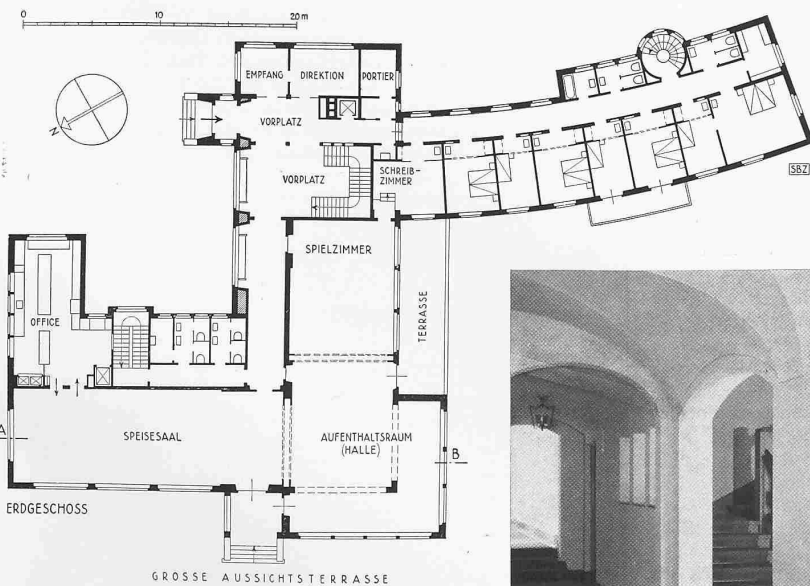 0 10 20 m
EMPFANG DIREKTION PORTIER
N
VORPLATZ
VORPLATZ
SCHREIB-
ZIMMER
SBZ
SPIELZIMMER
TERRASSE
OFFICE
A
SPEISESAAL
AUFENTHALTSRAUM
(HALLE)
B
ERDGESCHOSS
GROSSE AUSSICHTSTERRASSE